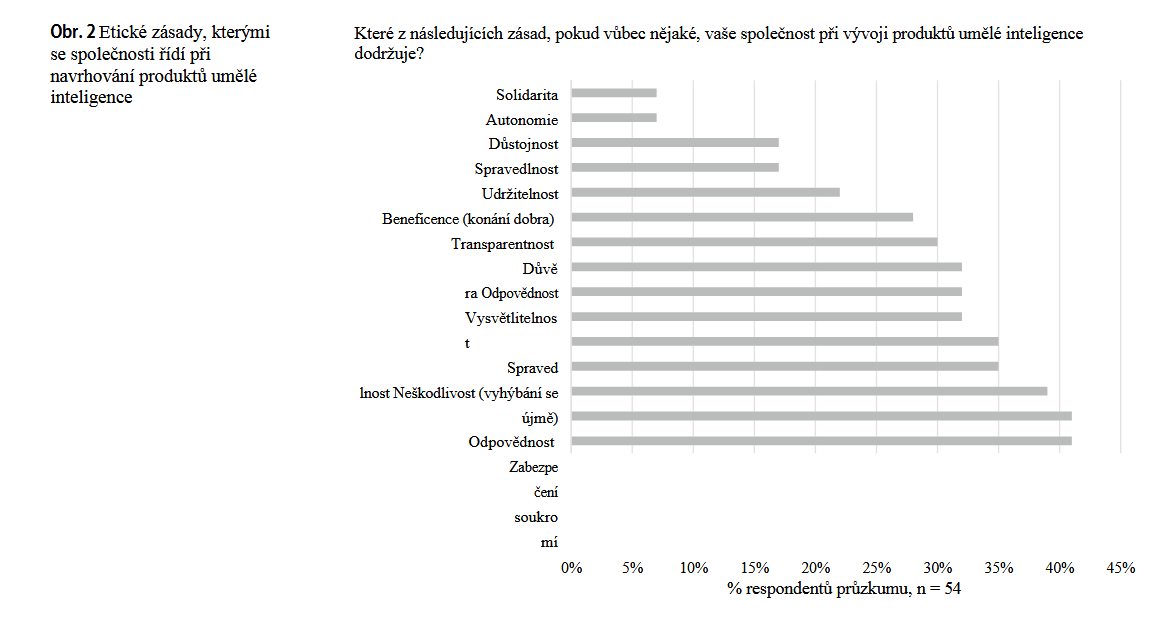 Obr. 2 Etické zásady, kterými
se společnosti řídí při
navrhování produktů umělé
inteligence
Které z následujících zásad, pokud vůbec nějaké, vaše společnost při vývoji produktů umělé inteligence
dodržuje?
Solidarita
Autonomie
Důstojnost
Spravedlnost
Udržitelnost
Beneficence (konání dobra)
Transparentnost
Důvě
ra Odpovědnost
Vysvětlitelnos
t
Spraved
lnost Neškodlivost (vyhýbání se
újmě)
Odpovědnost
Zabezpe
čení
soukro
mí
0% 5% 10% 15% 20% 25% 30% 35% 40% 45%
% respondentů průzkumu, n = 54